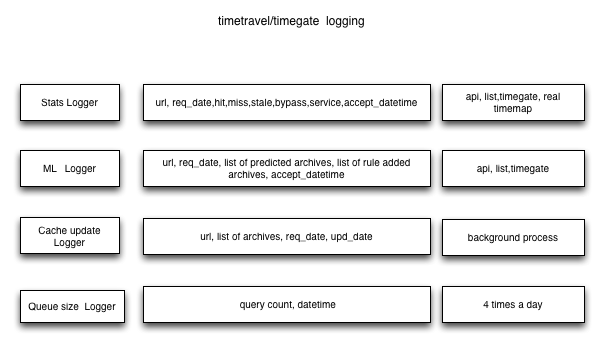 timetravel/timegate logging
Stats Logger
url, req_date,hit,miss,stale,bypass,service,accept_datetime
api, list,timegate, real
timemap
ML Logger
url, req_date, list of predicted archives, list of rule added
archives, accept_datetime
api, list,timegate
Cache update
Logger
url, list of archives, req_date, upd_date
background process
Queue size Logger
query count, datetime
4 times a day